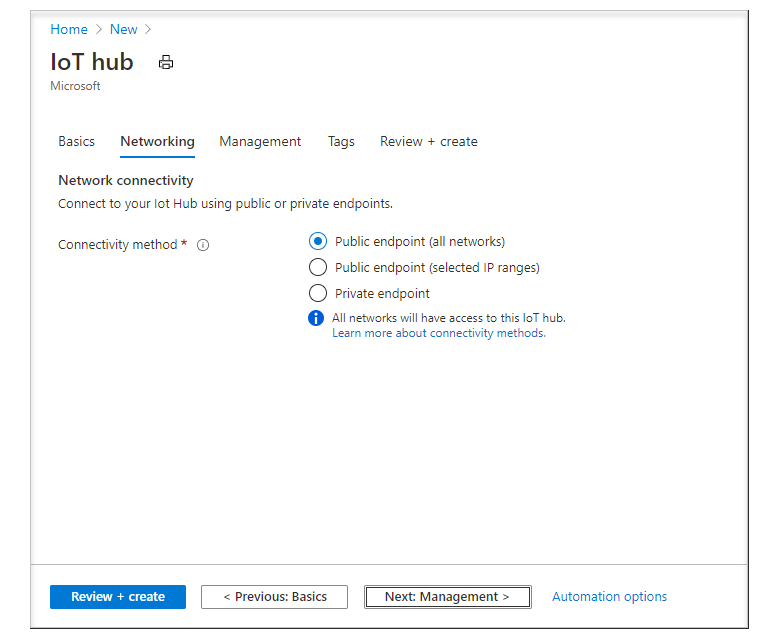 Home > New >
IoT hub
Microsoft
Basics Networking Management Tags Review + create
Network connectivity
Connect to your Iot Hub using public or private endpoints.
Connectivity method *
Public endpoint (all networks)
Public endpoint (selected IP ranges)
Private endpoint
All networks will have access to this IoT hub.
Learn more about connectivity methods.
Review + create < Previous: Basics Next: Management > Automation options